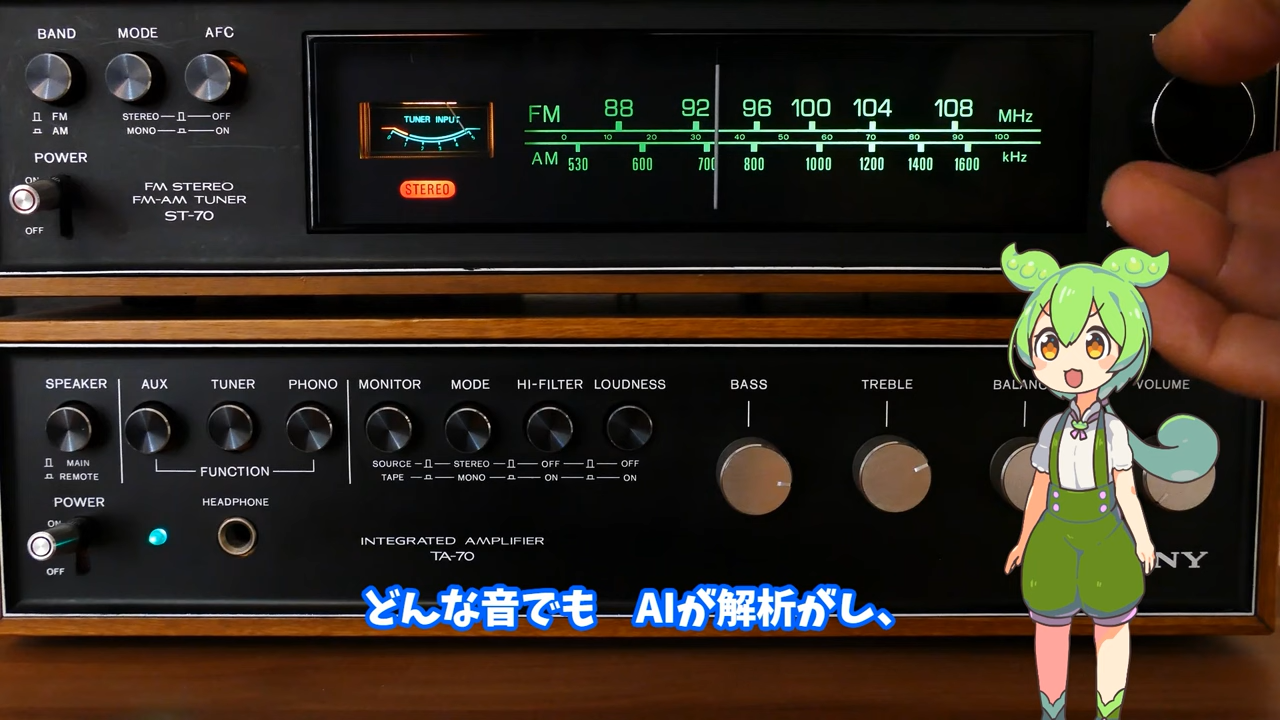 BAND MODE AFC
FM STEREO OFF
AM MONO ON
POWER
ON
OFF
FM STEREO
FM-AM TUNER
ST-70
TUNER INPUT
STEREO
FM 88 92 96 100 104 108 MHz
0 10 20 30 40 50 60 70 80 90 100
AM 530 600 700 800 1000 1200 1400 1600 kHz
SPEAKER AUX TUNER PHONO MONITOR MODE HI-FILTER LOUDNESS BASS TREBLE BALANC VOLUME
MAIN
REMOTE
FUNCTION
SOURCE STEREO OFF OFF
TAPE MONO ON ON
POWER
ON
OFF
HEADPHONE
INTEGRATED AMPLIFIER
TA-70
NY
どんな音でも　AIが解析がし、